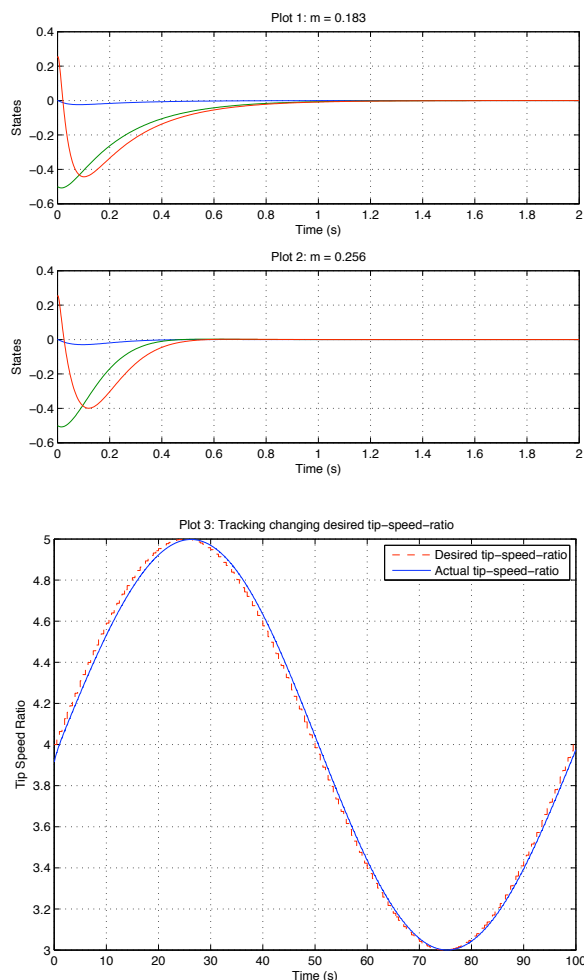 Plot 1: m = 0.183
0.4
0.2
0
−0.2
−0.4
−0.6
States
0 0.2 0.4 0.6 0.8 1 1.2 1.4 1.6 1.8 2
Time (s)
Plot 2: m = 0.256
0.4
0.2
0
−0.2
−0.4
−0.6
States
0 0.2 0.4 0.6 0.8 1 1.2 1.4 1.6 1.8 2
Time (s)
Plot 3: Tracking changing desired tip−speed−ratio
Desired tip−speed−ratio
Actual tip−speed−ratio
5
4.8
4.6
4.4
4.2
4
3.8
3.6
3.4
3.2
3
Tip Speed Ratio
0 10 20 30 40 50 60 70 80 90 100
Time (s)